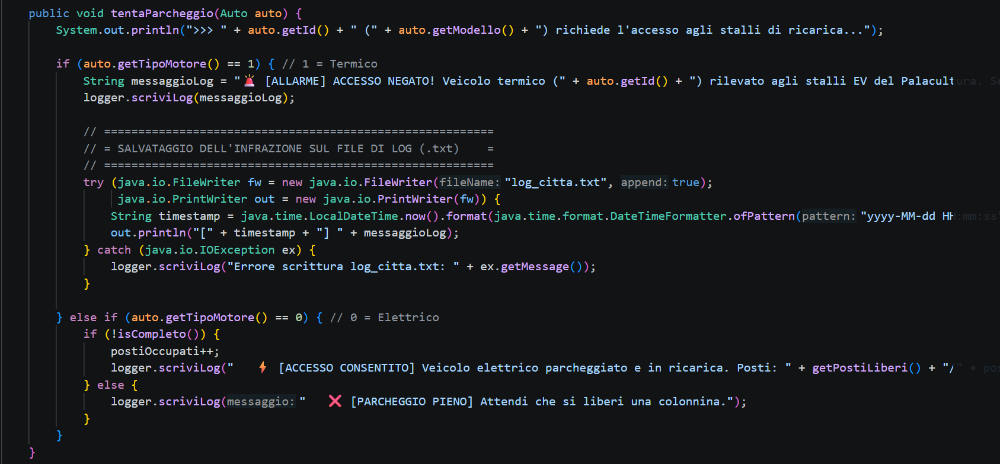 public void tentaParcheggio(Auto auto) {
System.out.println(">>> " + auto.getId() + " (" + auto.getModello() + ") richiede l'accesso agli stalli di ricarica...");
if (auto.getTipoMotore() == 1) { // 1 = Termico
String messaggioLog = "🚨 [ALLARME] ACCESSO NEGATO! Veicolo termico (" + auto.getId() + ") rilevato agli stalli EV del Palacultura. Se
logger.scriviLog(messaggioLog);
// =========================================================
// = SALVATAGGIO DELL'INFRAZIONE SUL FILE DI LOG (.txt)    =
// =========================================================
try (java.io.FileWriter fw = new java.io.FileWriter(fileName: "log_citta.txt", append: true);
java.io.PrintWriter out = new java.io.PrintWriter(fw)) {
String timestamp = java.time.LocalDateTime.now().format(java.time.format.DateTimeFormatter.ofPattern(pattern: "yyyy-MM-dd HH:mm:ss"
out.println("[" + timestamp + "] " + messaggioLog);
} catch (java.io.IOException ex) {
logger.scriviLog("Errore scrittura log_citta.txt: " + ex.getMessage());
}
} else if (auto.getTipoMotore() == 0) { // 0 = Elettrico
if (!isCompleto()) {
postiOccupati++;
logger.scriviLog("   ⚡ [ACCESSO CONSENTITO] Veicolo elettrico parcheggiato e in ricarica. Posti: " + getPostiLiberi() + "/" + pos
} else {
logger.scriviLog(messaggio: "   ❌ [PARCHEGGIO PIENO] Attendi che si liberi una colonnina.");
}
}
}